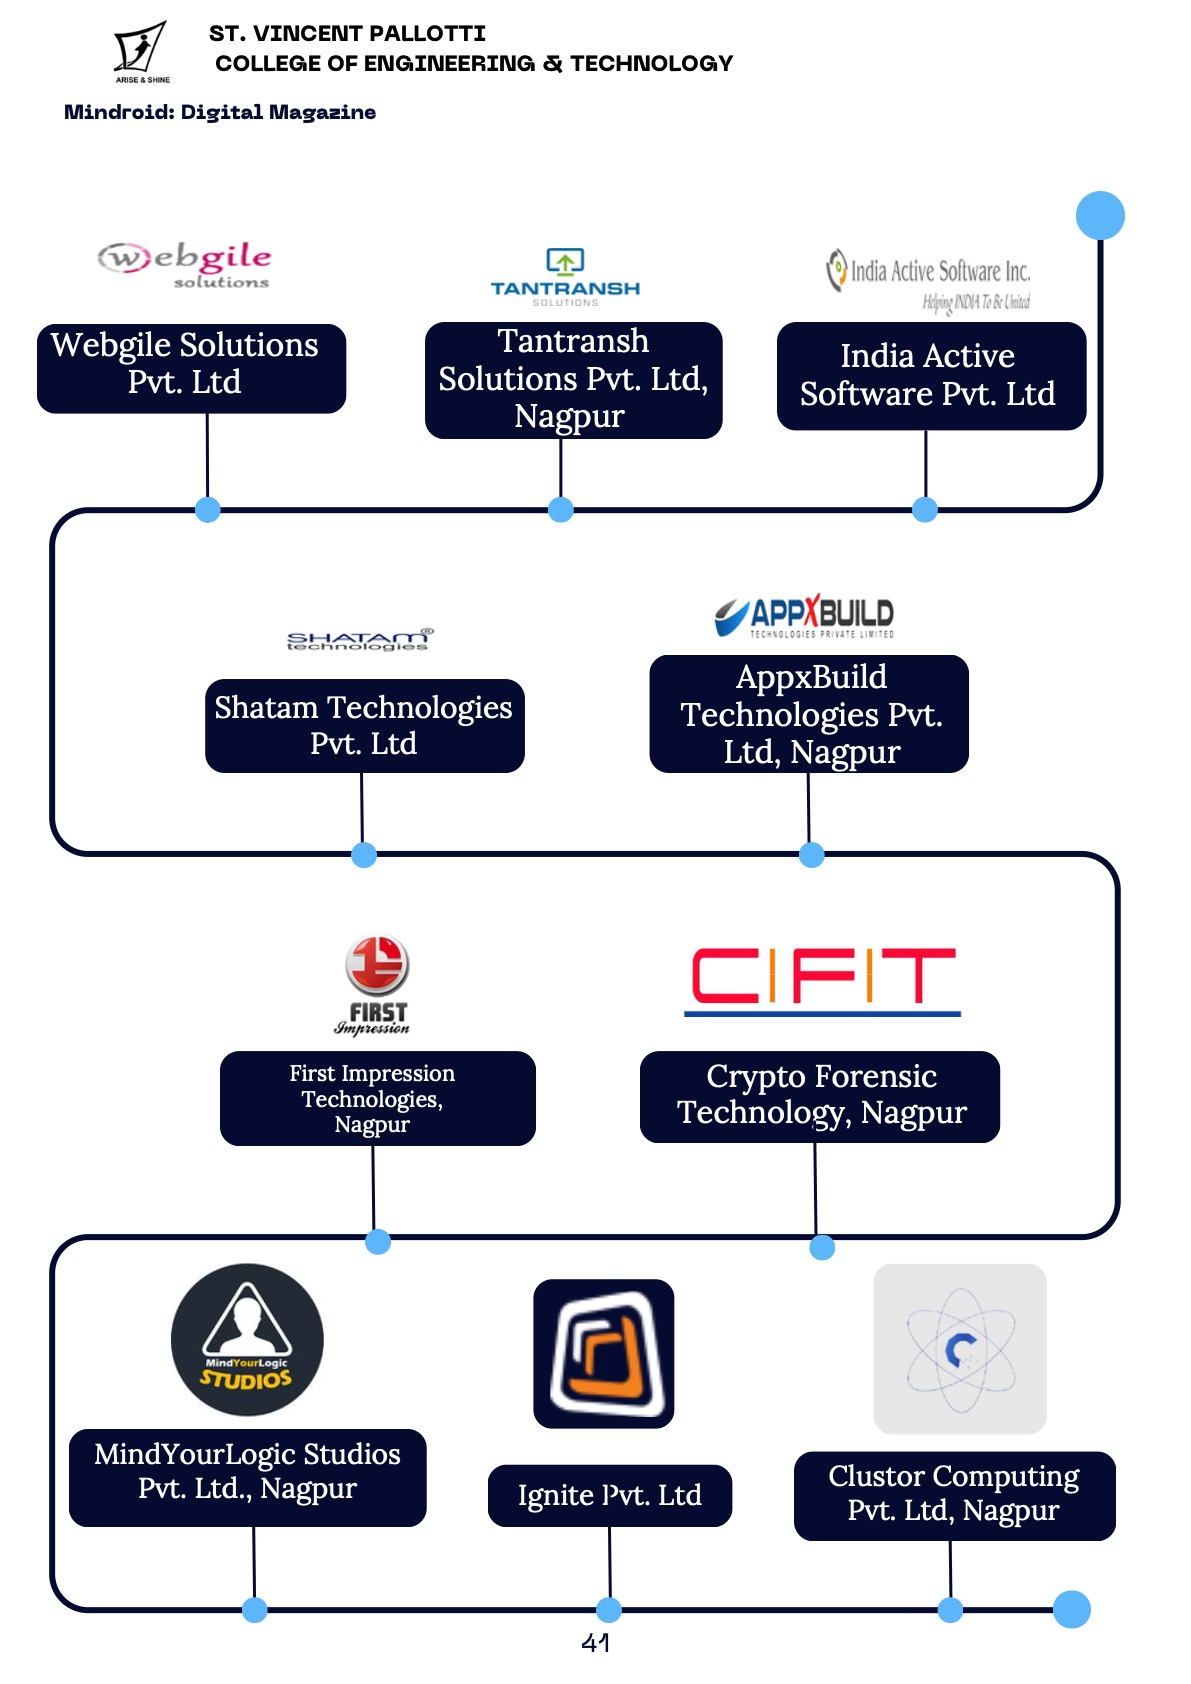 ST. VINCENT PALLOTTI
COLLEGE OF ENGINEERING & TECHNOLOGY
ARISE & SHINE
Mindroid: Digital Magazine
webgile
solutions
TANTRANSH
SOLUTIONS
India Active Software Inc.
Helping INDIA To Be United
Webgile Solutions
Pvt. Ltd
Tantransh
Solutions Pvt. Ltd,
Nagpur
India Active
Software Pvt. Ltd
SHATAM®
technologies
APPXBUILD
TECHNOLOGIES PRIVATE LIMITED
Shatam Technologies
Pvt. Ltd
AppxBuild
Technologies Pvt.
Ltd, Nagpur
FIRST
Impression
CIFIT
First Impression
Technologies,
Nagpur
Crypto Forensic
Technology, Nagpur
MindYourLogic
STUDIOS
C
MindYourLogic Studios
Pvt. Ltd., Nagpur
Ignite Pvt. Ltd
Clustor Computing
Pvt. Ltd, Nagpur
41